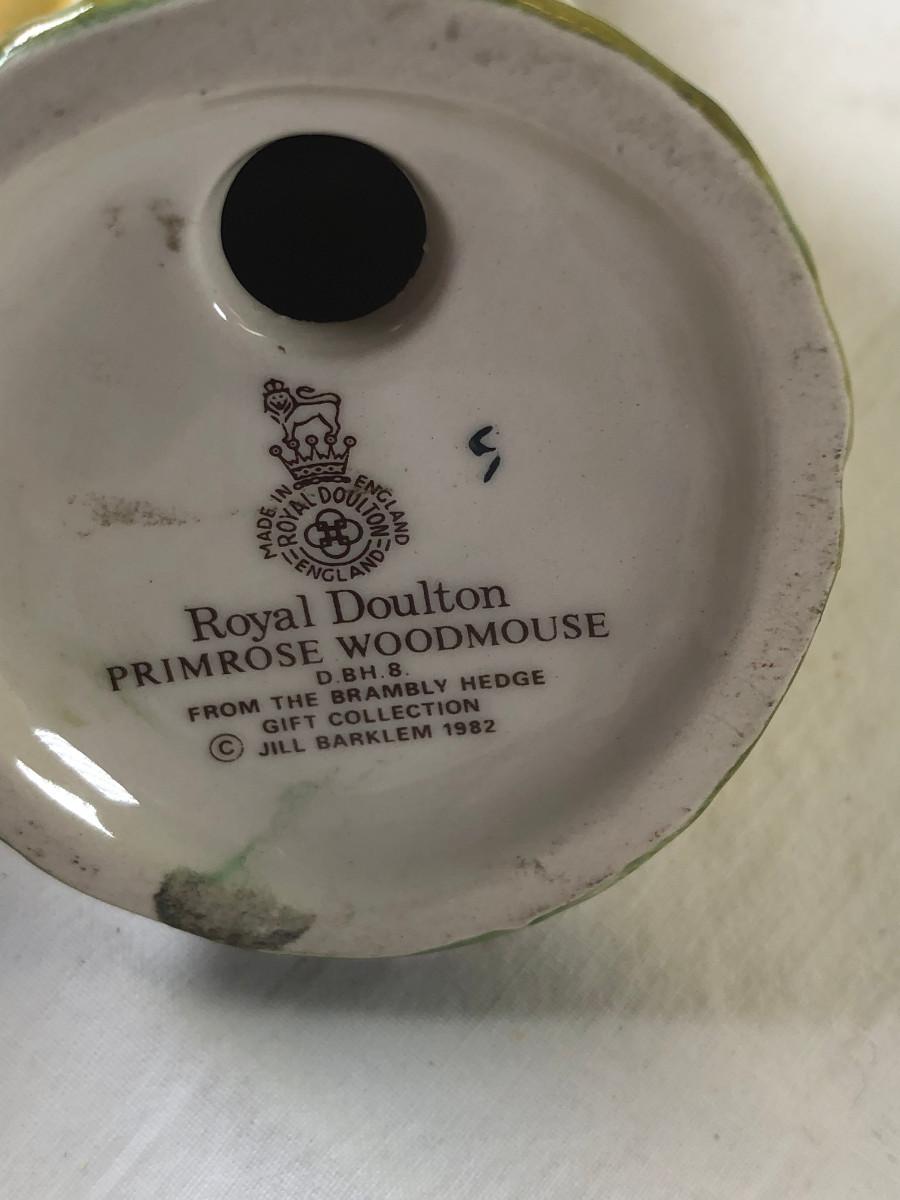 MADE IN ENGLAND
ROYAL DOULTON
ENGLAND
Royal Doulton
PRIMROSE WOODMOUSE
D.BH.8.
FROM THE BRAMBLY HEDGE
GIFT COLLECTION
© JILL BARKLEM 1982